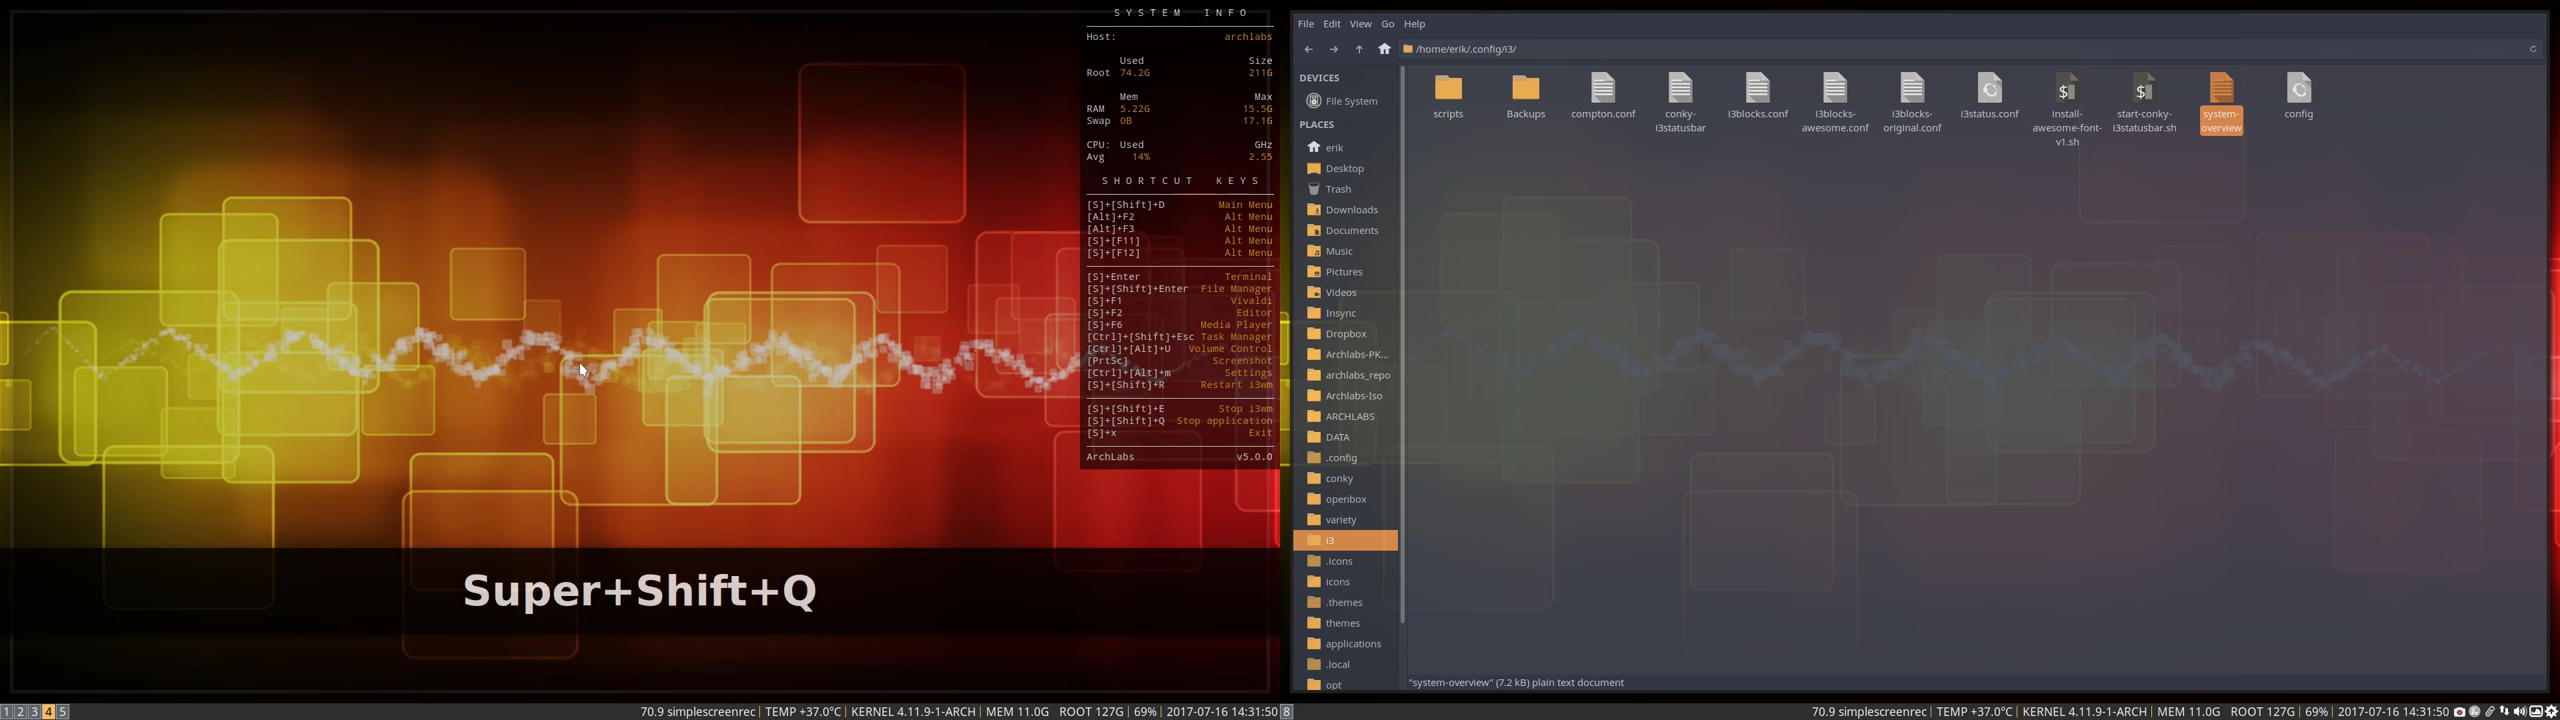 SYSTEM INFO
Host: archlabs
Used Size
Root 74.2G 211G
Mem Max
RAM 5.22G 15.5G
Swap 0B 17.1G
CPU: Used GHz
Avg 14% 2.55
SHORTCUT KEYS
[S]+[Shift]+D Main Menu
[Alt]+F2 Alt Menu
[Alt]+F3 Alt Menu
[S]+[F11] Alt Menu
[S]+[F12] Alt Menu
[S]+Enter Terminal
[S]+[Shift]+Enter File Manager
[S]+F1 Vivaldi
[S]+F2 Editor
[S]+F6 Media Player
[Ctrl]+[Shift]+Esc Task Manager
[Ctrl]+[Alt]+U Volume Control
[PrtSc] Screenshot
[Ctrl]+[Alt]+m Settings
[S]+[Shift]+R Restart i3wm
[S]+[Shift]+E Stop i3wm
[S]+[Shift]+Q Stop application
[S]+x Exit
ArchLabs v5.0.0
Super+Shift+Q
1 2 3 4 5
70.9 simplescreenrec | TEMP +37.0°C | KERNEL 4.11.9-1-ARCH | MEM 11.0G ROOT 127G | 69% | 2017-07-16 14:31:50
File Edit View Go Help
/home/erik/.config/i3/
DEVICES
File System
PLACES
erik
Desktop
Trash
Downloads
Documents
Music
Pictures
Videos
Insync
Dropbox
Archlabs-PK...
archlabs_repo
Archlabs-Iso
ARCHLABS
DATA
.config
conky
openbox
variety
i3
.icons
icons
.themes
themes
applications
.local
opt
scripts
Backups
compton.conf
conky-
i3statusbar
i3blocks.conf
i3blocks-
awesome.conf
i3blocks-
original.conf
i3status.conf
install-
awesome-font-
v1.sh
start-conky-
i3statusbar.sh
system-
overview
config
"system-overview" (7.2 kB) plain text document
8
70.9 simplescreenrec | TEMP +37.0°C | KERNEL 4.11.9-1-ARCH | MEM 11.0G ROOT 127G | 69% | 2017-07-16 14:31:50